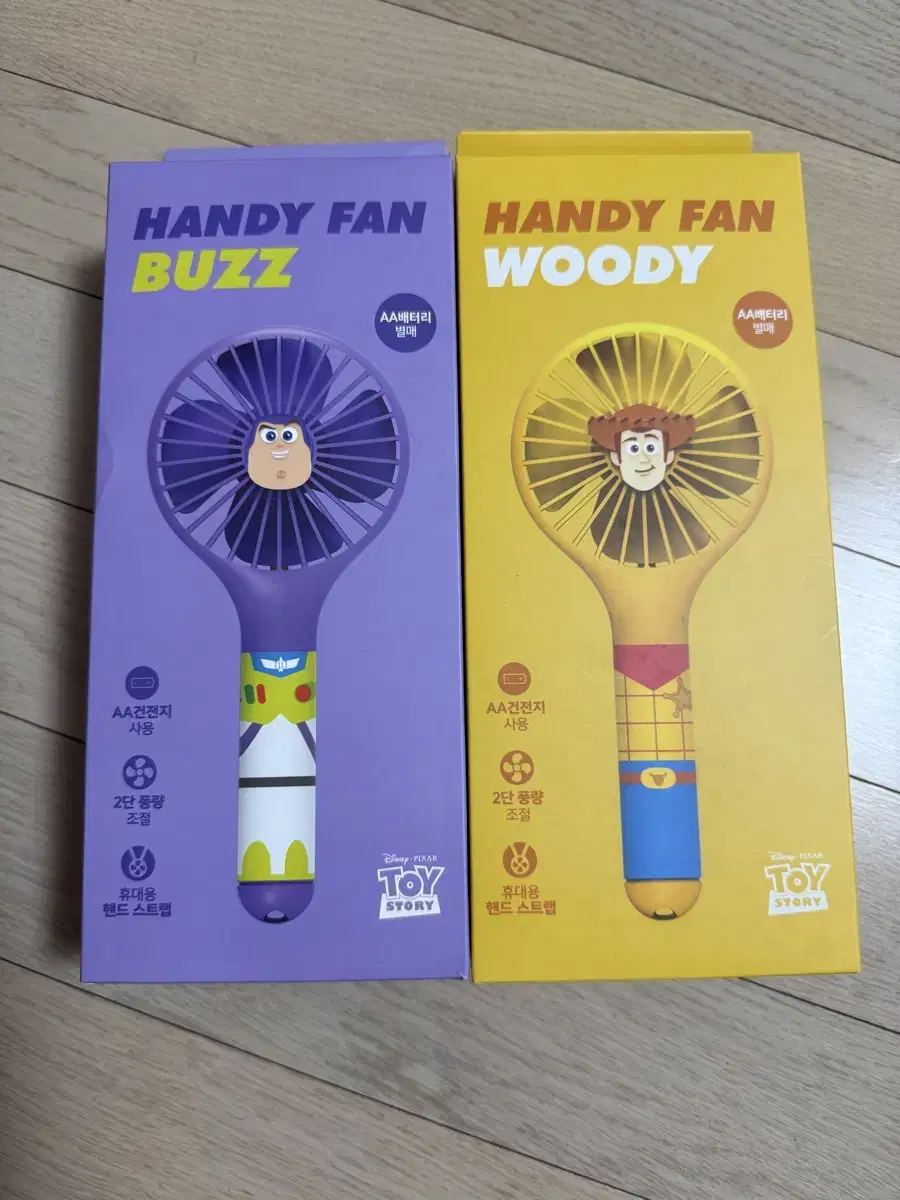 HANDY FAN
BUZZ
AA배터리
별매
AA건전지
사용
2단 풍량
조절
휴대용
핸드 스트랩
Disney · PIXAR
TOY
STORY
HANDY FAN
WOODY
AA배터리
별매
AA건전지
사용
2단 풍량
조절
휴대용
핸드 스트랩
Disney · PIXAR
TOY
STORY